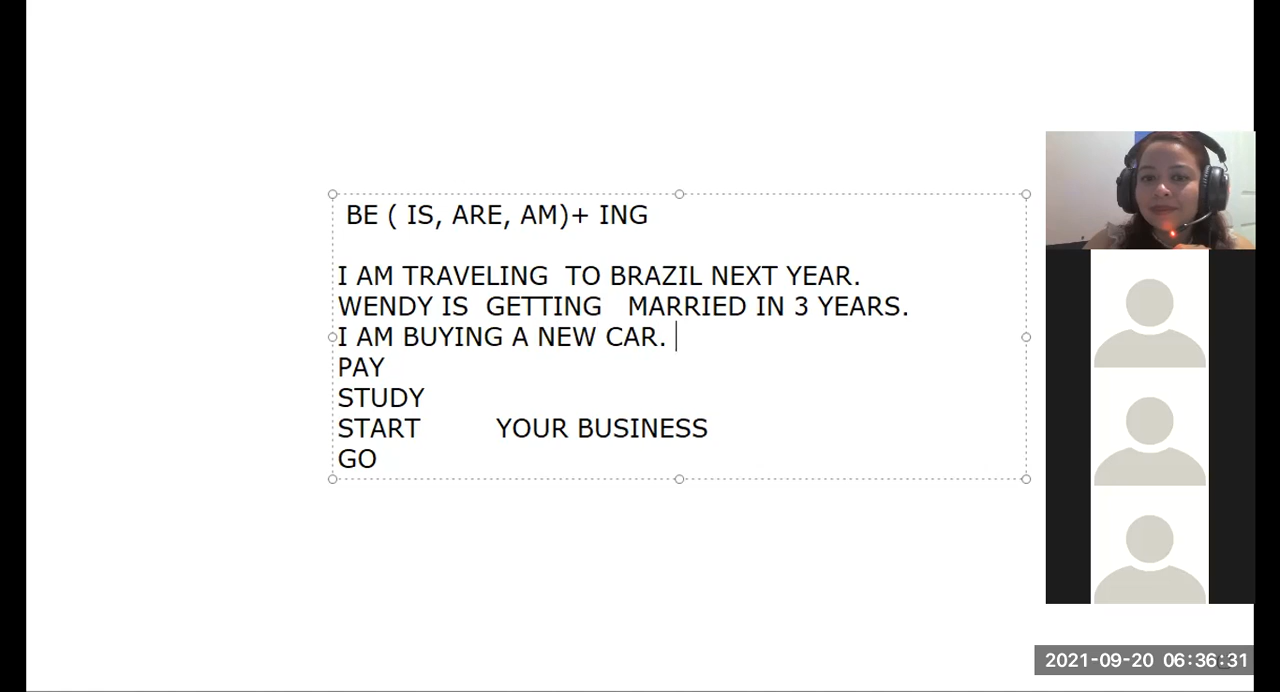 BE ( IS, ARE, AM)+ ING
I AM TRAVELING  TO BRAZIL NEXT YEAR.
WENDY IS  GETTING   MARRIED IN 3 YEARS.
I AM BUYING A NEW CAR.
PAY
STUDY
START         YOUR BUSINESS
GO
2021-09-20 06:36:31